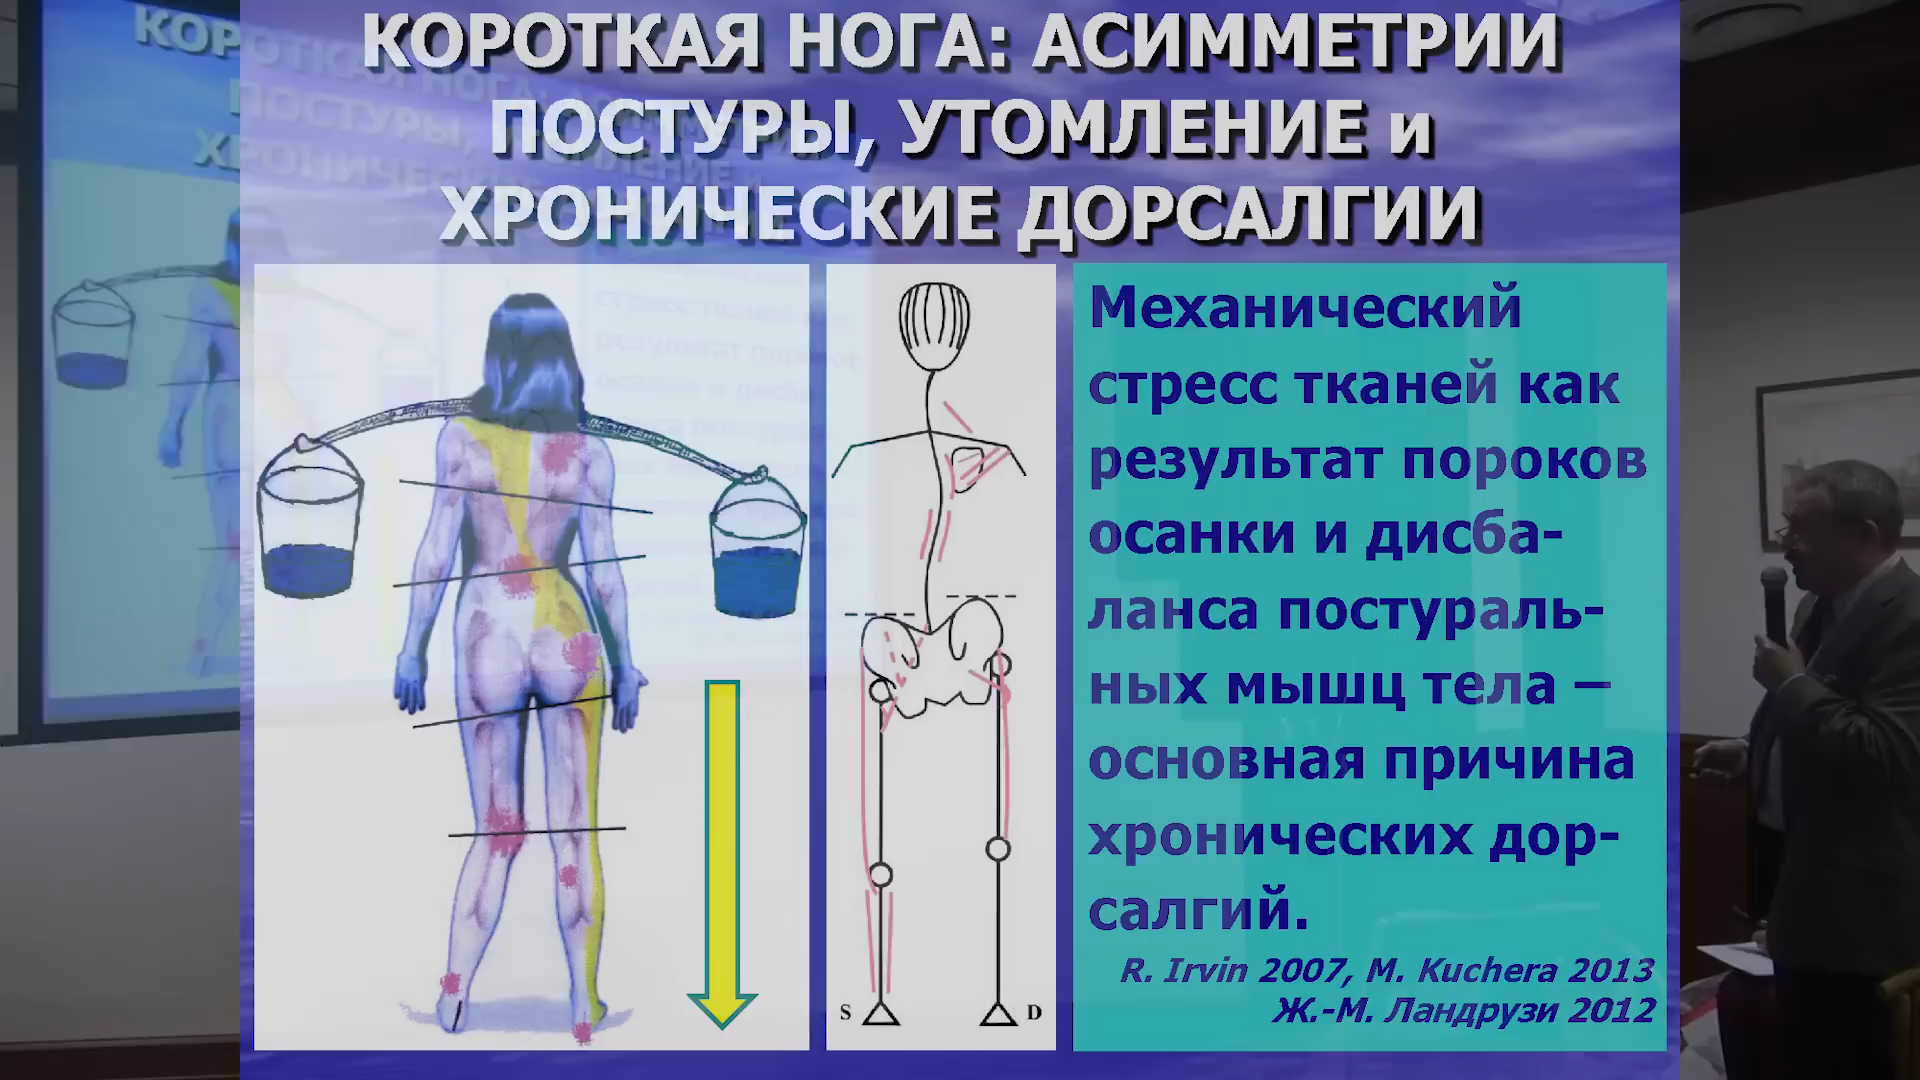 КОРОТКАЯ НОГА: АСИММЕТРИИ
ПОСТУРЫ, УТОМЛЕНИЕ и
ХРОНИЧЕСКИЕ ДОРСАЛГИИ
Механический
стресс тканей как
результат пороков
осанки и дисба-
ланса постураль-
ных мышц тела –
основная причина
хронических дор-
салгий.
R. Irvin 2007, M. Kuchera 2013
Ж.-М. Ландрузи 2012
S
D